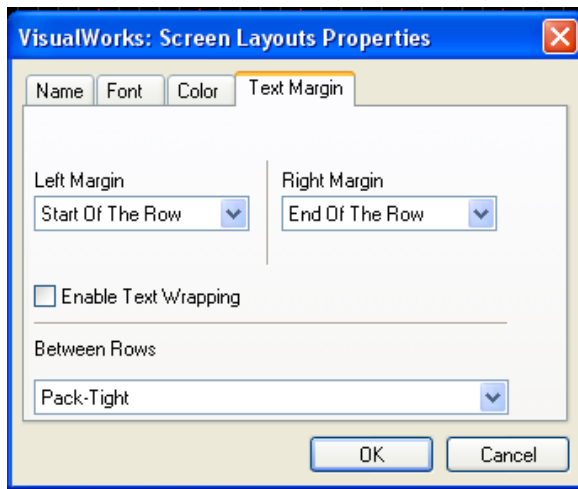 VisualWorks: Screen Layouts Properties
Name Font Color Text Margin
Left Margin Right Margin
Start Of The Row End Of The Row
Enable Text Wrapping
Between Rows
Pack-Tight
OK Cancel